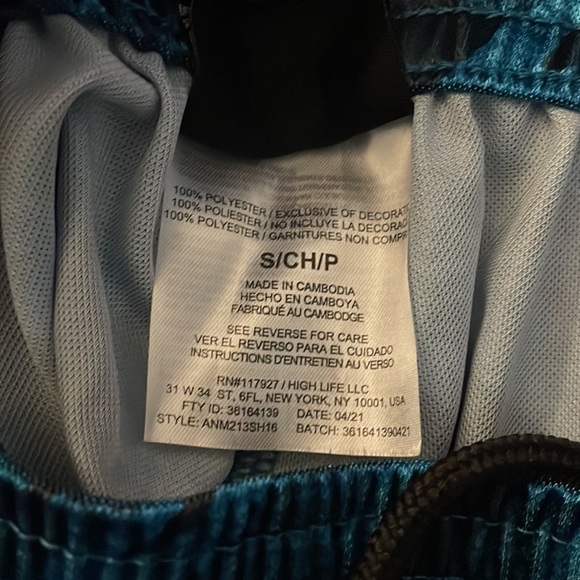 100% POLYESTER / EXCLUSIVE OF DECORAT
100% POLIESTER / NO INCLUYE LA DECORAC
100% POLYESTER / GARNITURES NON COMPR
S/CH/P
MADE IN CAMBODIA
HECHO EN CAMBOYA
FABRIQUÉ AU CAMBODGE
SEE REVERSE FOR CARE
VER EL REVERSO PARA EL CUIDADO
INSTRUCTIONS D'ENTRETIEN AU VERSO
RN#117927 / HIGH LIFE LLC
31 W 34 ST, 6FL, NEW YORK, NY 10001, USA
FTY ID: 36164139 DATE: 04/21
STYLE: ANM213SH16 BATCH: 361641390421